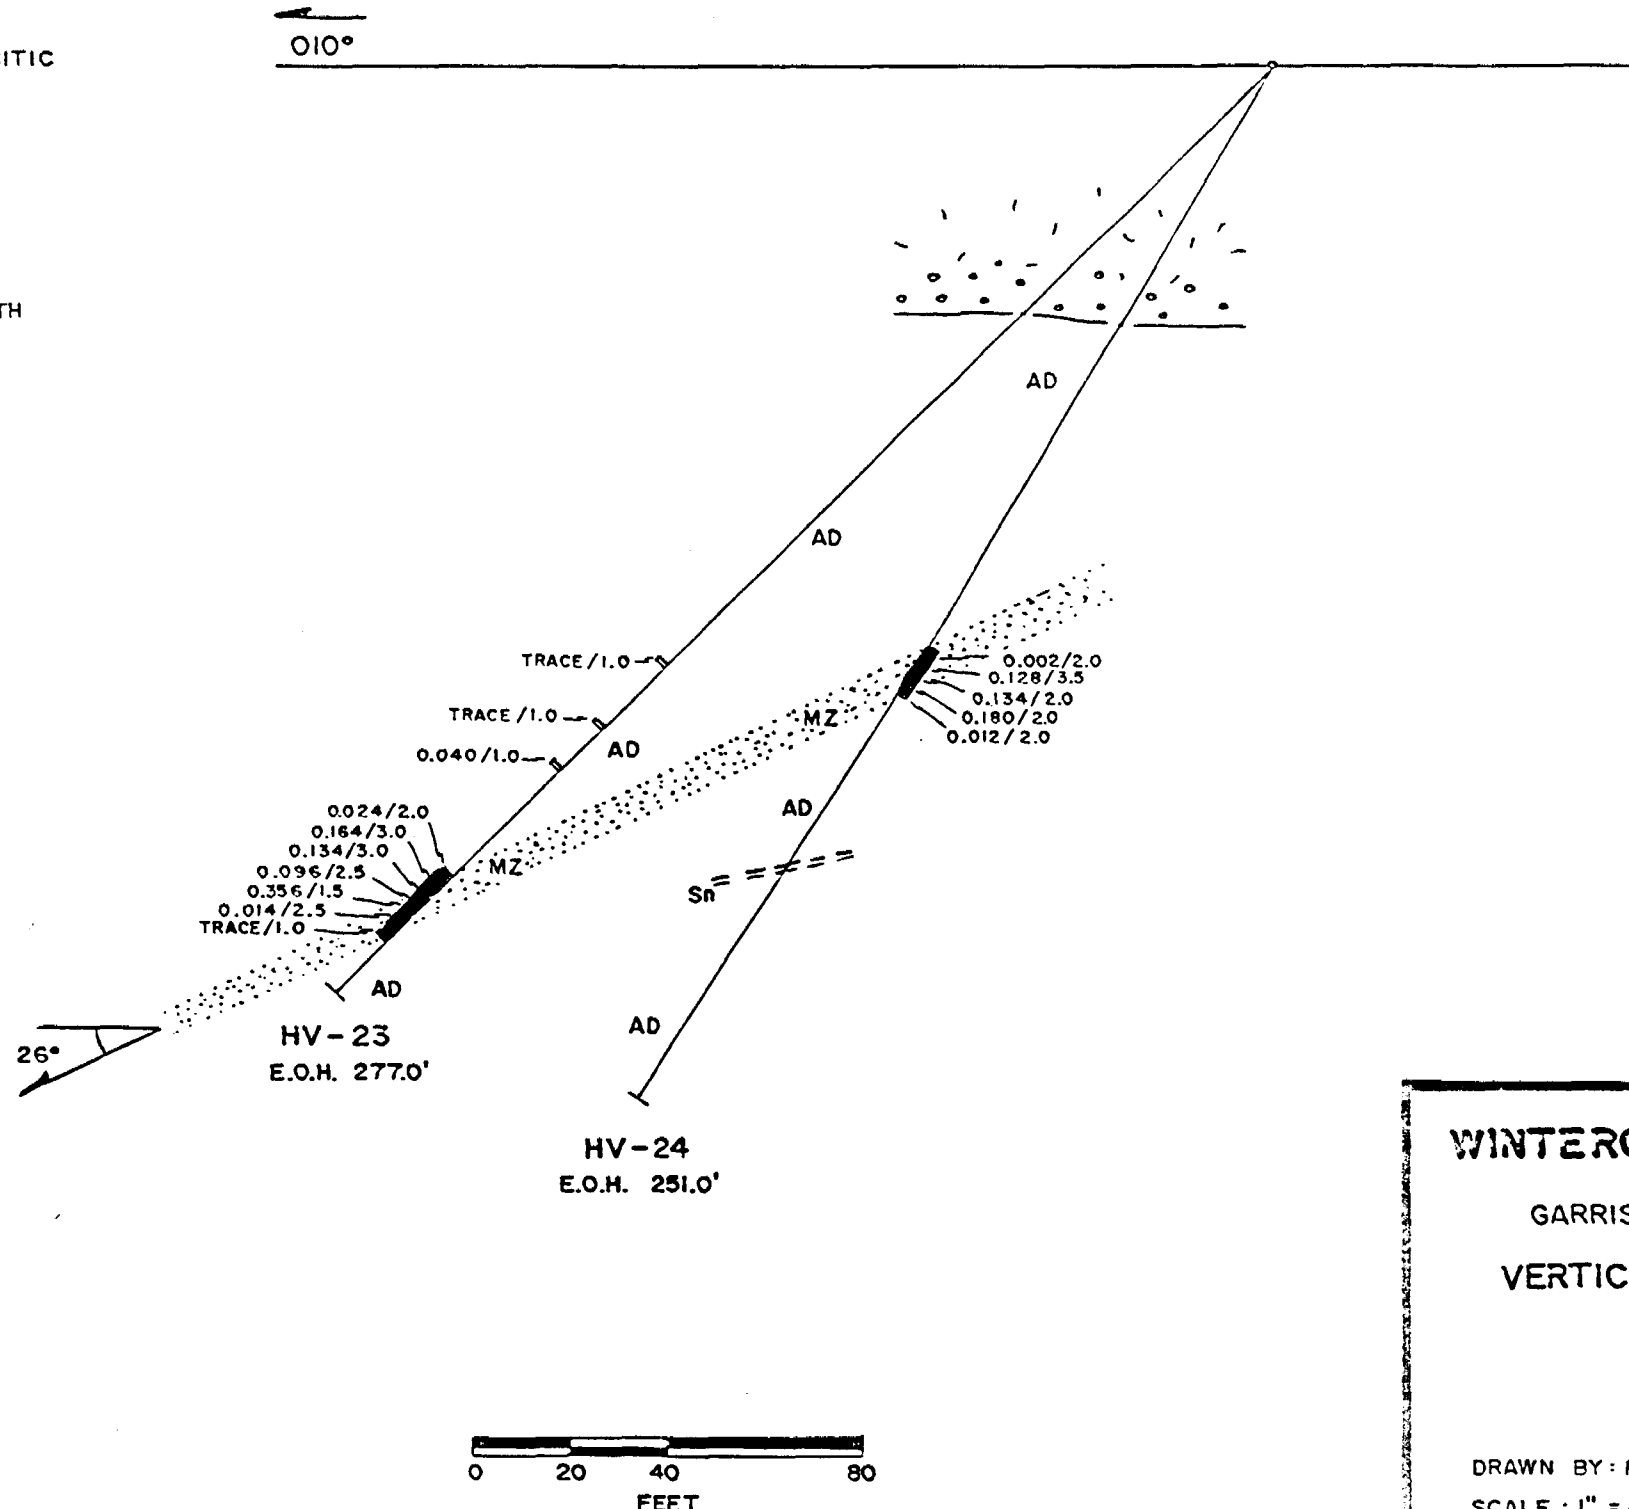 010°
ITIC
TH
AD
AD
TRACE/1.0
0.002/2.0
0.128/3.5
0.134/2.0
0.180/2.0
0.012/2.0
TRACE/1.0
MZ
AD
0.040/1.0
AD
0.024/2.0
0.164/3.0
0.134/3.0
0.096/2.5
0.356/1.5
0.014/2.5
TRACE/1.0
MZ
Sn
AD
AD
26°
HV-23
E.O.H. 277.0'
HV-24
E.O.H. 251.0'
WINTER
GARRIS
VERTIC
0 20 40 80
FEET
DRAWN BY:
SCALE : 1" =